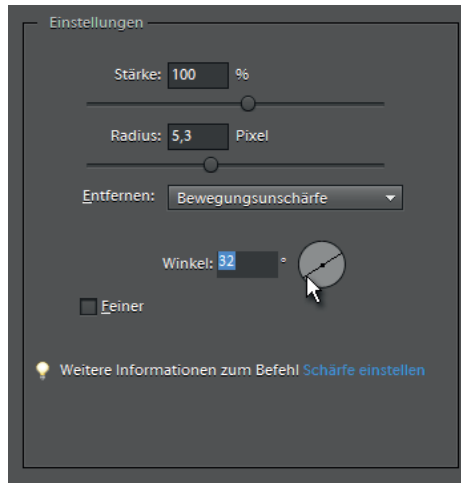 Einstellungen
Stärke: 100 %
Radius: 5,3 Pixel
Entfernen: Bewegungsunschärfe
Winkel: 32 °
Feiner
Weitere Informationen zum Befehl Schärfe einstellen